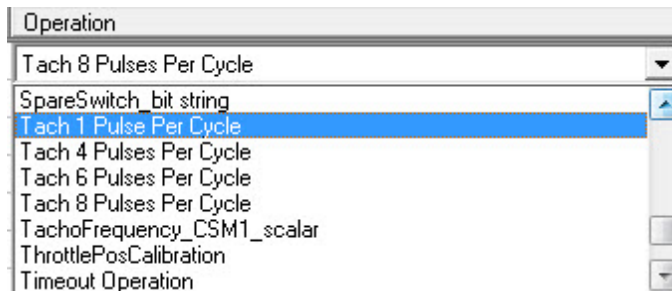 Operation
Tach 8 Pulses Per Cycle
SpareSwitch_bit string
Tach 1 Pulse Per Cycle
Tach 4 Pulses Per Cycle
Tach 6 Pulses Per Cycle
Tach 8 Pulses Per Cycle
TachoFrequency_CSM1_scalar
ThrottlePosCalibration
Timeout Operation